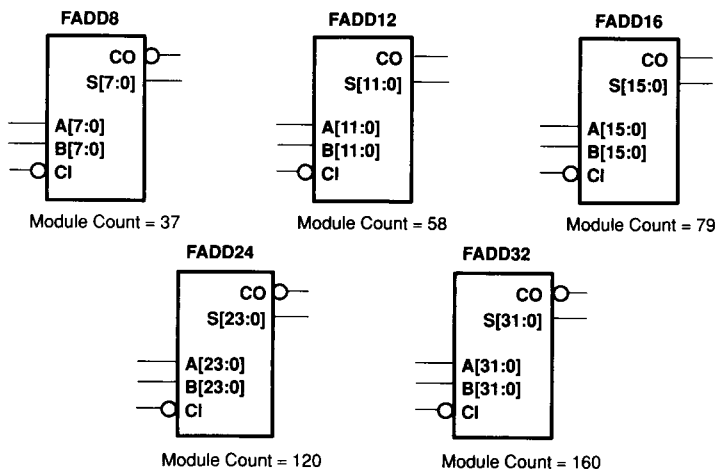 FADD8
CO
S[7:0]
A[7:0]
B[7:0]
CI
Module Count = 37
FADD12
CO
S[11:0]
A[11:0]
B[11:0]
CI
Module Count = 58
FADD16
CO
S[15:0]
A[15:0]
B[15:0]
CI
Module Count = 79
FADD24
CO
S[23:0]
A[23:0]
B[23:0]
CI
Module Count = 120
FADD32
CO
S[31:0]
A[31:0]
B[31:0]
CI
Module Count = 160